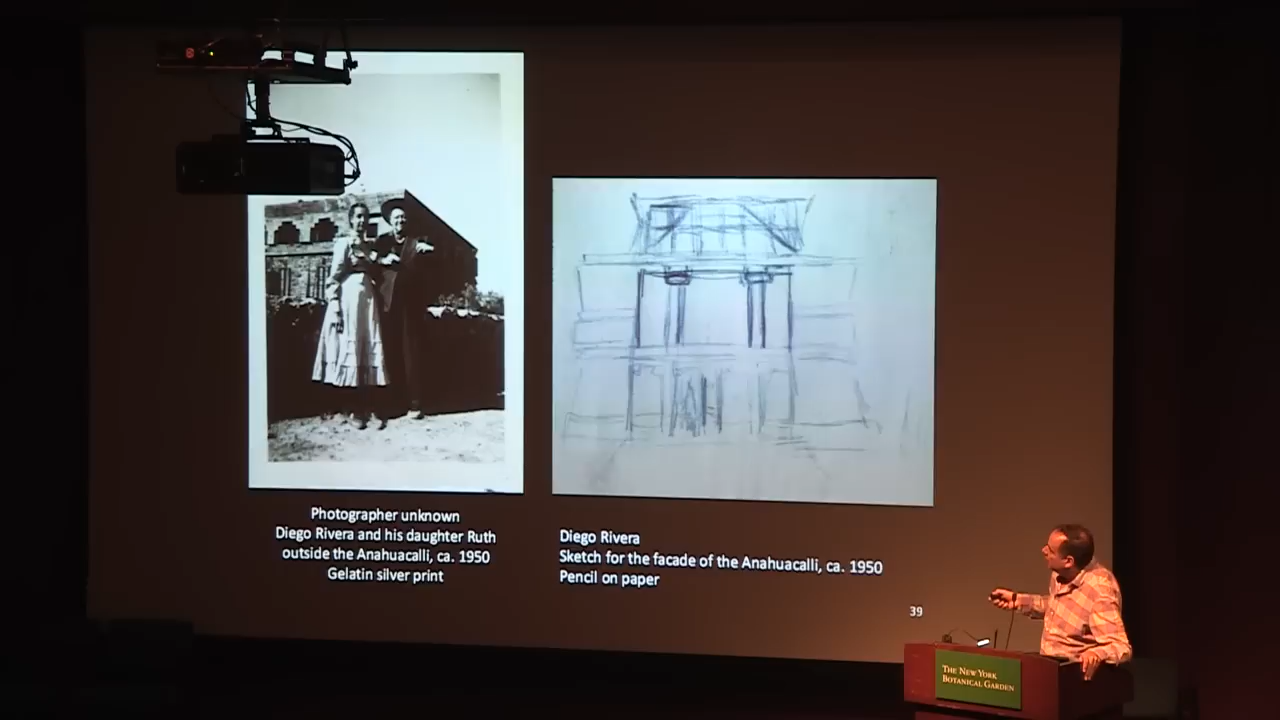 Photographer unknown
Diego Rivera and his daughter Ruth
outside the Anahuacalli, ca. 1950
Gelatin silver print
Diego Rivera
Sketch for the facade of the Anahuacalli, ca. 1950
Pencil on paper
39
THE NEW YORK
BOTANICAL GARDEN